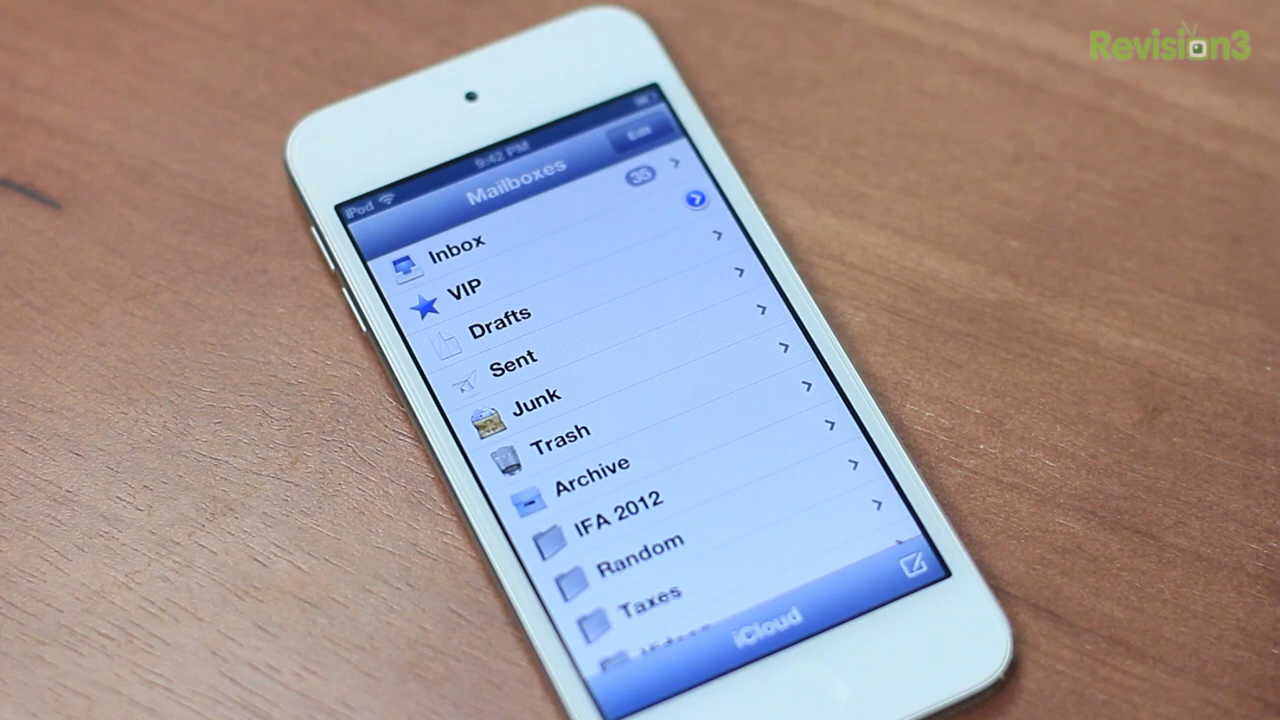 Revision3
iPod
9:42 PM
Mailboxes
Edit
Inbox
35
VIP
Drafts
Sent
Junk
Trash
Archive
IFA 2012
Random
Taxes
Videos
iCloud